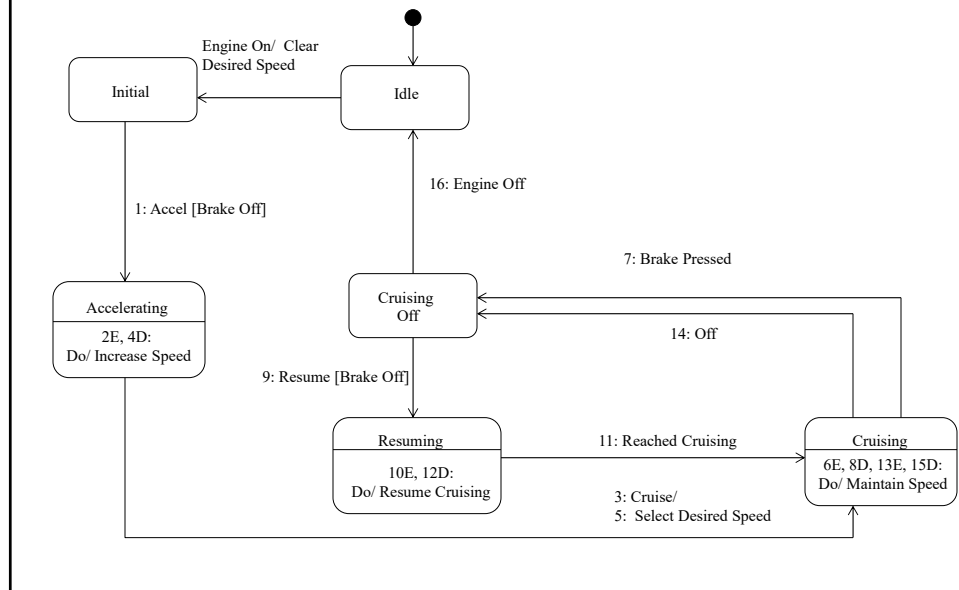 Engine On/  Clear
Desired Speed
Initial
Idle
16: Engine Off
1: Accel [Brake Off]
7: Brake Pressed
Accelerating
2E, 4D:
Do/ Increase Speed
Cruising
Off
14: Off
9: Resume [Brake Off]
Resuming
10E, 12D:
Do/ Resume Cruising
11: Reached Cruising
Cruising
6E, 8D, 13E, 15D:
Do/ Maintain Speed
3: Cruise/
5:  Select Desired Speed